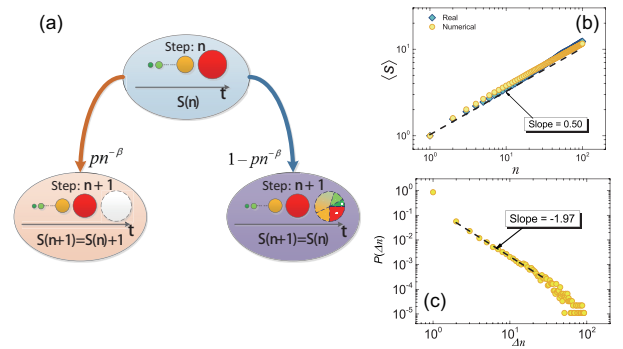 (a)
Step: n
t
S(n)
pn^{-β}
1-pn^{-β}
Step: n + 1
t
S(n+1)=S(n)+1
Step: n + 1
t
S(n+1)=S(n)
Real
Numerical
(b)
⟨S⟩
10^1
10^0
Slope = 0.50
10^0
10^1
10^2
n
P(Δn)
10^0
10^-1
10^-2
10^-3
10^-4
10^-5
Slope = -1.97
(c)
10^0
10^1
10^2
Δn